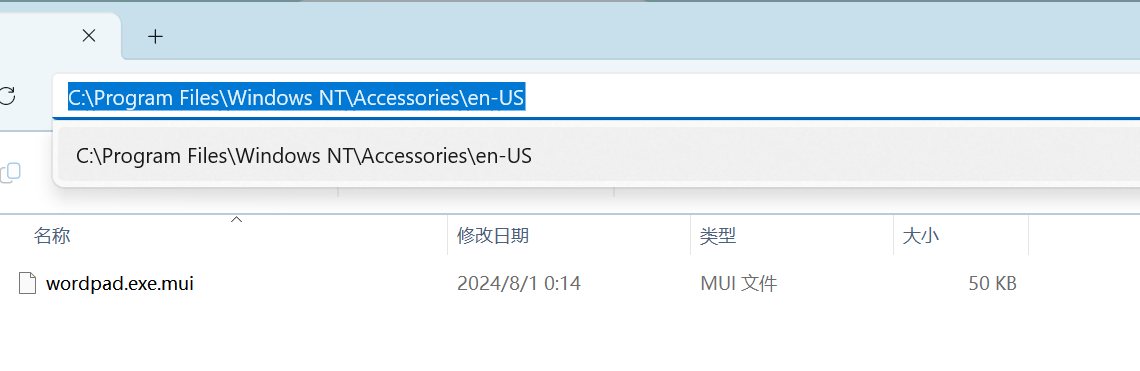 C:\Program Files\Windows NT\Accessories\en-US
C:\Program Files\Windows NT\Accessories\en-US
名称 修改日期 类型 大小
wordpad.exe.mui 2024/8/1 0:14 MUI 文件 50 KB